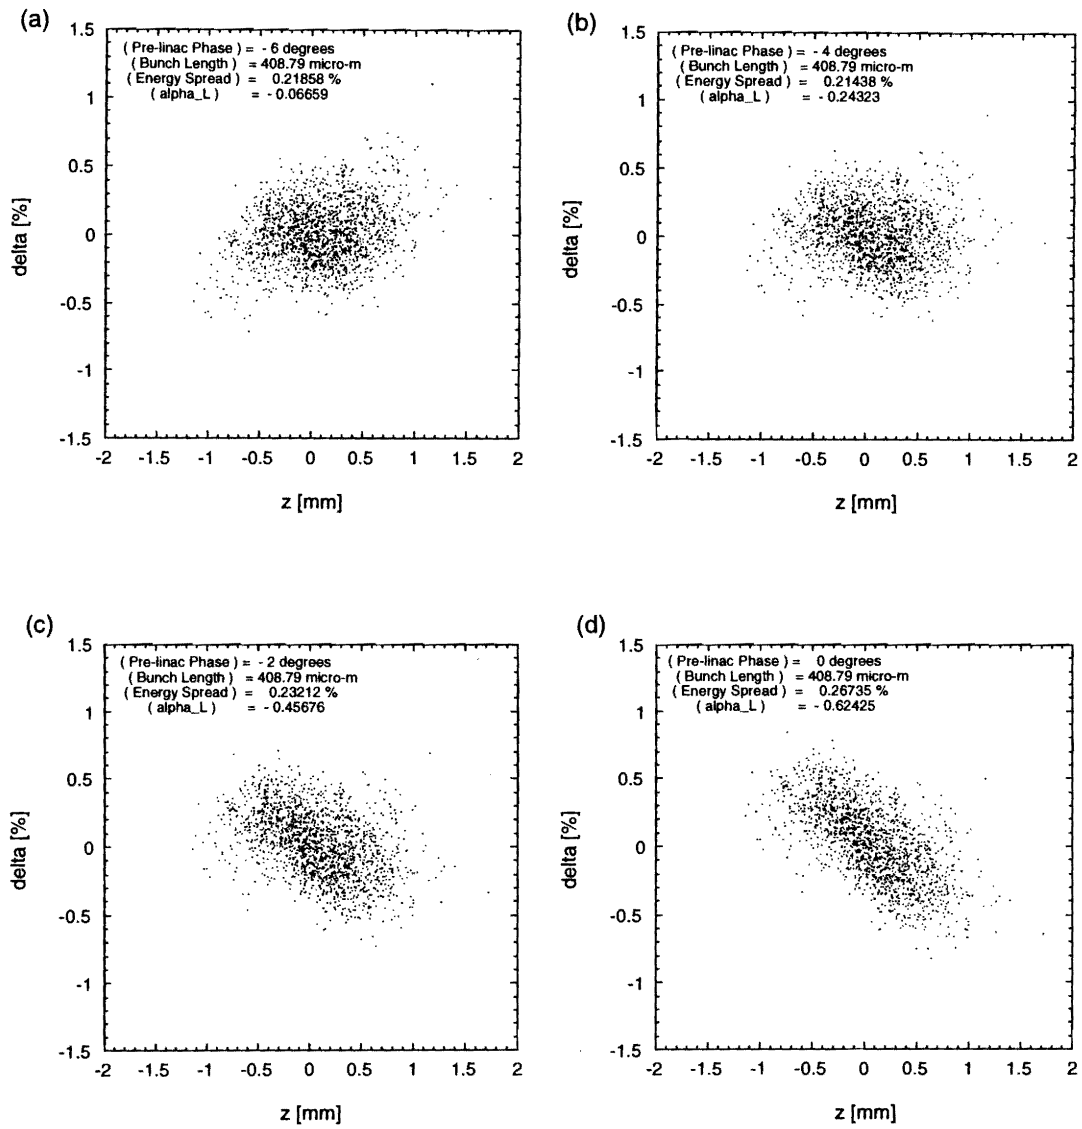 (a)
( Pre-linac Phase ) = - 6 degrees
( Bunch Length ) = 408.79 micro-m
( Energy Spread ) = 0.21858 %
( alpha_L ) = - 0.06659
1.5
1
0.5
0
-0.5
-1
-1.5
delta [%]
-2 -1.5 -1 -0.5 0 0.5 1 1.5 2
z [mm]
(b)
( Pre-linac Phase ) = - 4 degrees
( Bunch Length ) = 408.79 micro-m
( Energy Spread ) = 0.21438 %
( alpha_L ) = - 0.24323
1.5
1
0.5
0
-0.5
-1
-1.5
delta [%]
-2 -1.5 -1 -0.5 0 0.5 1 1.5 2
z [mm]
(c)
( Pre-linac Phase ) = - 2 degrees
( Bunch Length ) = 408.79 micro-m
( Energy Spread ) = 0.23212 %
( alpha_L ) = - 0.45676
1.5
1
0.5
0
-0.5
-1
-1.5
delta [%]
-2 -1.5 -1 -0.5 0 0.5 1 1.5 2
z [mm]
(d)
( Pre-linac Phase ) = 0 degrees
( Bunch Length ) = 408.79 micro-m
( Energy Spread ) = 0.26735 %
( alpha_L ) = - 0.62425
1.5
1
0.5
0
-0.5
-1
-1.5
delta [%]
-2 -1.5 -1 -0.5 0 0.5 1 1.5 2
z [mm]